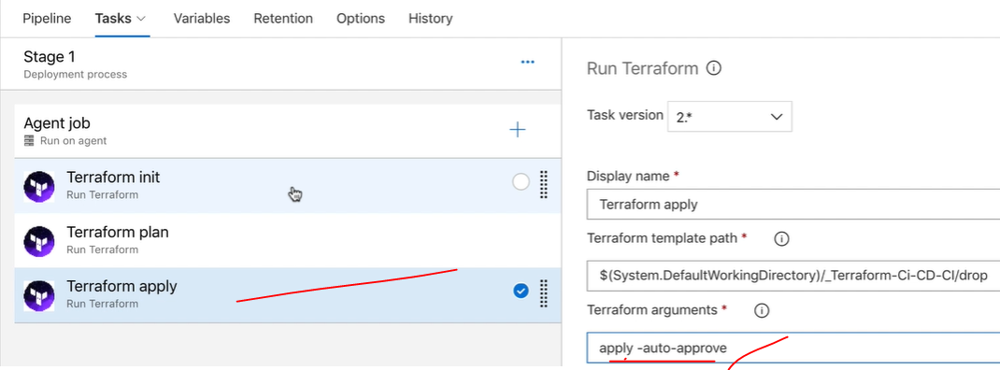 Pipeline Tasks Variables Retention Options History
Stage 1
Deployment process
Agent job
Run on agent
Terraform init
Run Terraform
Terraform plan
Run Terraform
Terraform apply
Run Terraform
Run Terraform
Task version 2.*
Display name *
Terraform apply
Terraform template path *
$(System.DefaultWorkingDirectory)/_Terraform-Ci-CD-CI/drop
Terraform arguments *
apply -auto-approve